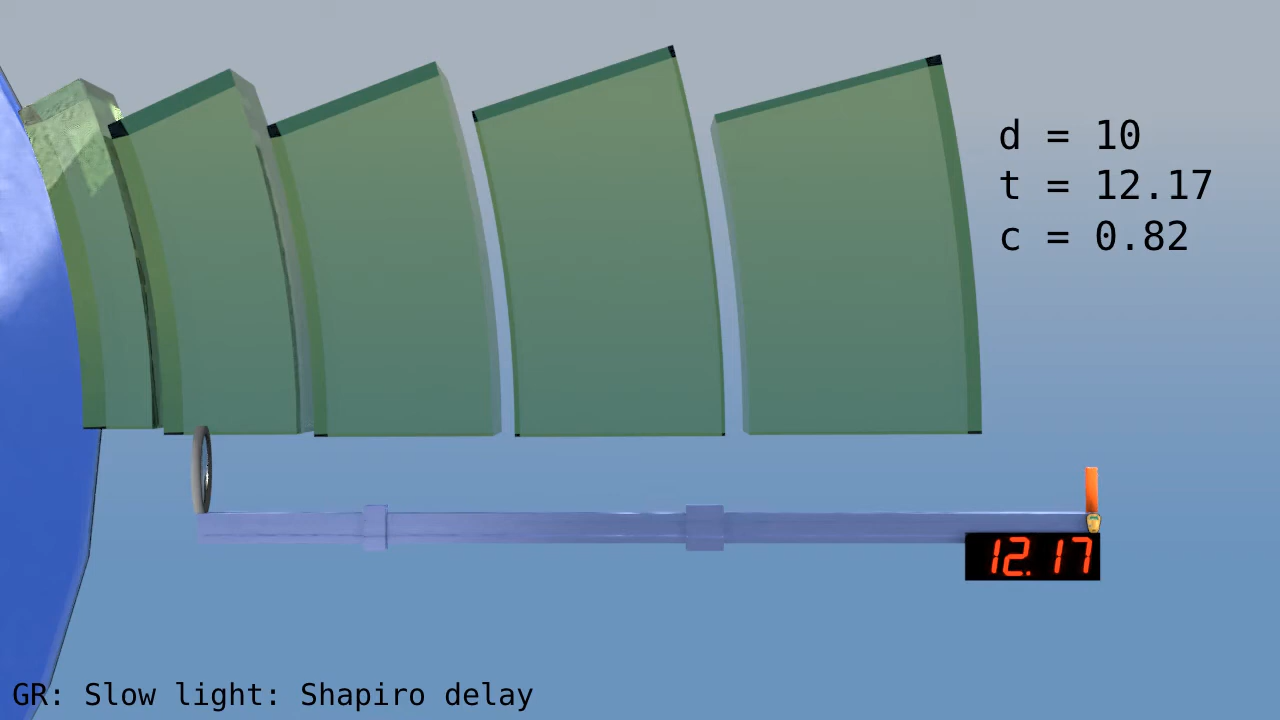 d = 10
t = 12.17
c = 0.82
12.17
GR: Slow light: Shapiro delay